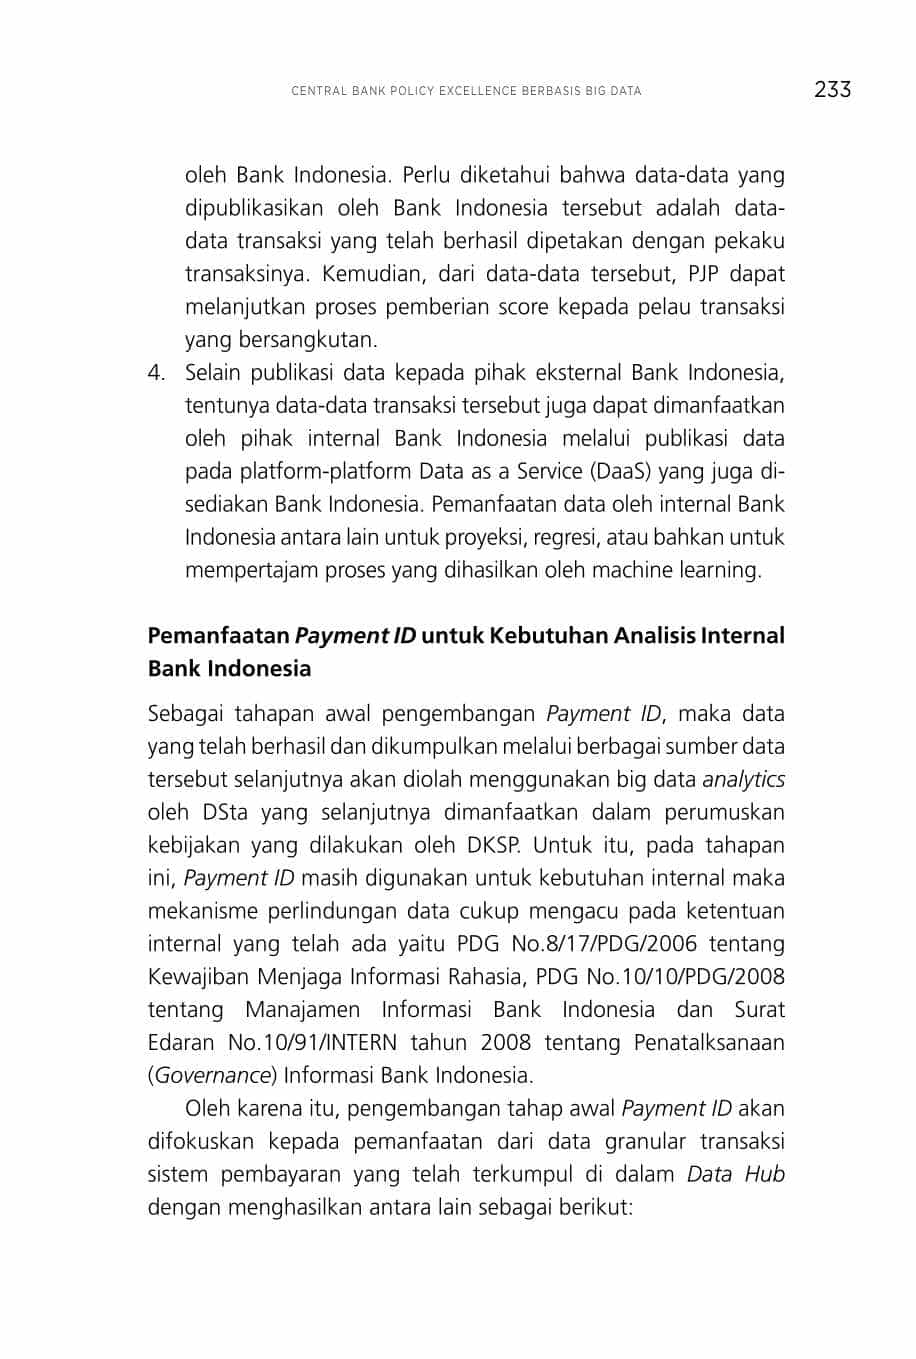 CENTRAL BANK POLICY EXCELLENCE BERBASIS BIG DATA 233
oleh Bank Indonesia. Perlu diketahui bahwa data-data yang
dipublikasikan oleh Bank Indonesia tersebut adalah data-
data transaksi yang telah berhasil dipetakan dengan pekaku
transaksinya. Kemudian, dari data-data tersebut, PJP dapat
melanjutkan proses pemberian score kepada pelau transaksi
yang bersangkutan.
4. Selain publikasi data kepada pihak eksternal Bank Indonesia,
tentunya data-data transaksi tersebut juga dapat dimanfaatkan
oleh pihak internal Bank Indonesia melalui publikasi data
pada platform-platform Data as a Service (DaaS) yang juga di-
sediakan Bank Indonesia. Pemanfaatan data oleh internal Bank
Indonesia antara lain untuk proyeksi, regresi, atau bahkan untuk
mempertajam proses yang dihasilkan oleh machine learning.
Pemanfaatan Payment ID untuk Kebutuhan Analisis Internal
Bank Indonesia
Sebagai tahapan awal pengembangan Payment ID, maka data
yang telah berhasil dan dikumpulkan melalui berbagai sumber data
tersebut selanjutnya akan diolah menggunakan big data analytics
oleh DSta yang selanjutnya dimanfaatkan dalam perumuskan
kebijakan yang dilakukan oleh DKSP. Untuk itu, pada tahapan
ini, Payment ID masih digunakan untuk kebutuhan internal maka
mekanisme perlindungan data cukup mengacu pada ketentuan
internal yang telah ada yaitu PDG No.8/17/PDG/2006 tentang
Kewajiban Menjaga Informasi Rahasia, PDG No.10/10/PDG/2008
tentang Manajamen Informasi Bank Indonesia dan Surat
Edaran No.10/91/INTERN tahun 2008 tentang Penatalksanaan
(Governance) Informasi Bank Indonesia.
Oleh karena itu, pengembangan tahap awal Payment ID akan
difokuskan kepada pemanfaatan dari data granular transaksi
sistem pembayaran yang telah terkumpul di dalam Data Hub
dengan menghasilkan antara lain sebagai berikut: